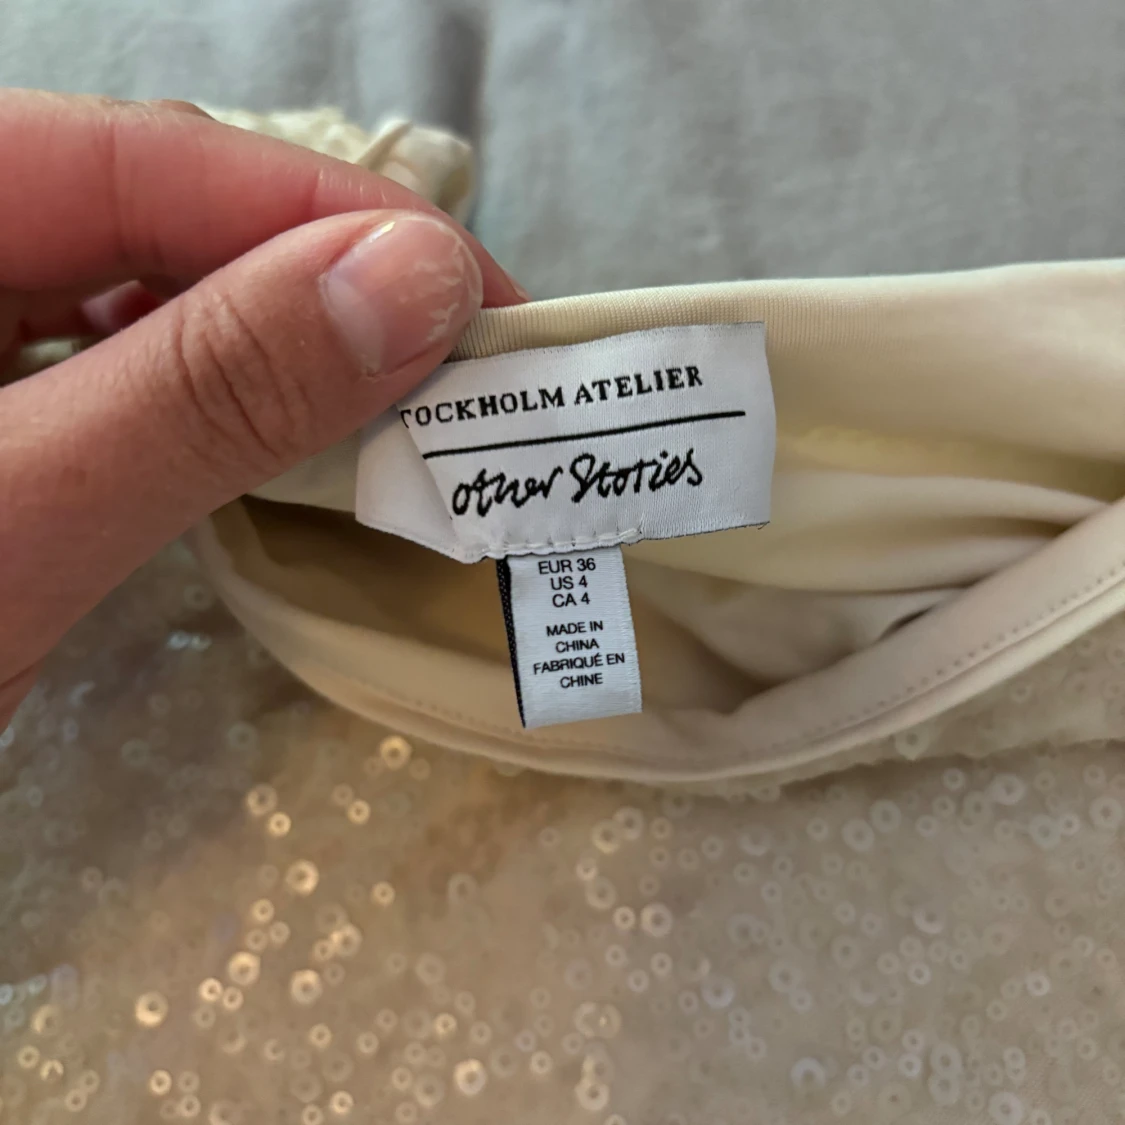 TOCKHOLM ATELIER
other Stories
EUR 36
US 4
CA 4
MADE IN
CHINA
FABRIQUÉ EN
CHINE